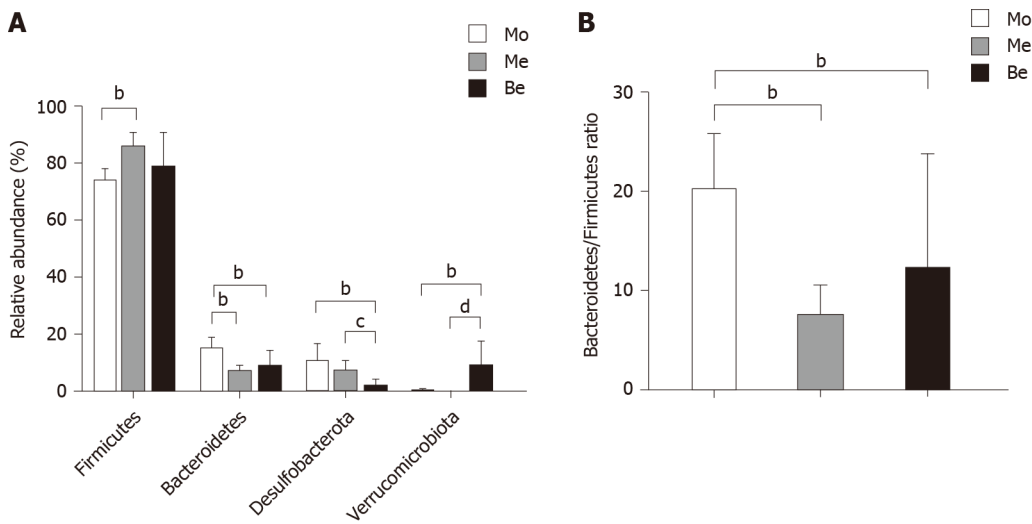 A
Mo
Me
Be
Relative abundance (%)
100
80
60
40
20
0
b
b
b
b
c
b
d
Firmicutes
Bacteroidetes
Desulfobacterota
Verrucomicrobiota
B
Mo
Me
Be
Bacteroidetes/Firmicutes ratio
30
20
10
0
b
b